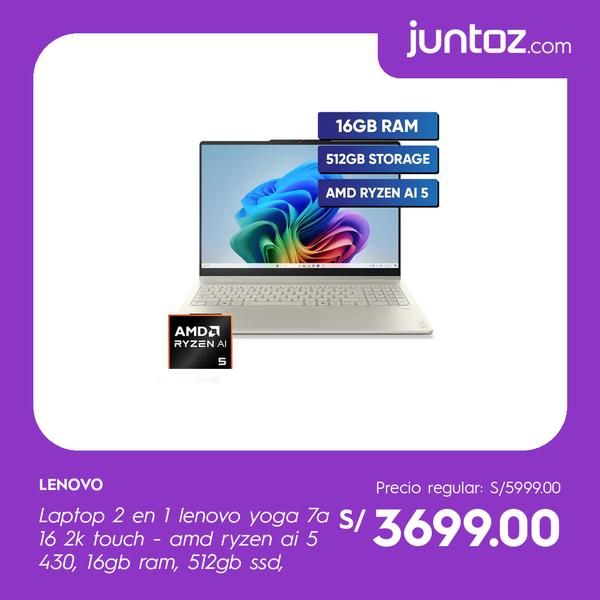 juntoz.com
16GB RAM
512GB STORAGE
AMD RYZEN AI 5
AMD
RYZEN AI
5
LENOVO
Laptop 2 en 1 lenovo yoga 7a
16 2k touch - amd ryzen ai 5
430, 16gb ram, 512gb ssd,
Precio regular: S/5999.00
S/ 3699.00